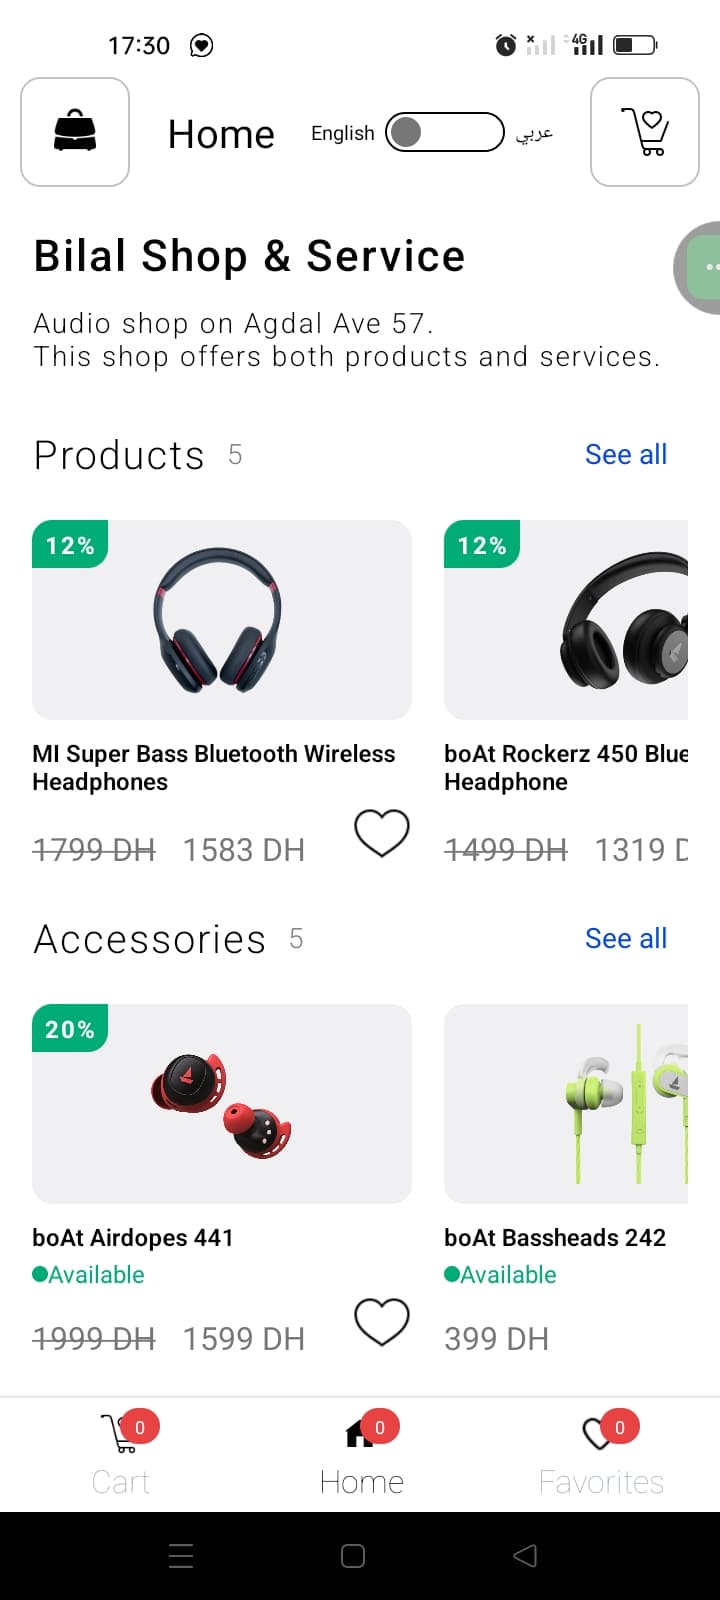 17:30
4G
Home
English
عربي
Bilal Shop & Service
Audio shop on Agdal Ave 57.
This shop offers both products and services.
Products 5
See all
12%
12%
MI Super Bass Bluetooth Wireless
Headphones
boAt Rockerz 450 Blue
Headphone
1799 DH 1583 DH
1499 DH 1319 D
Accessories 5
See all
20%
boAt Airdopes 441
Available
1999 DH 1599 DH
boAt Bassheads 242
Available
399 DH
0
0
0
Cart
Home
Favorites